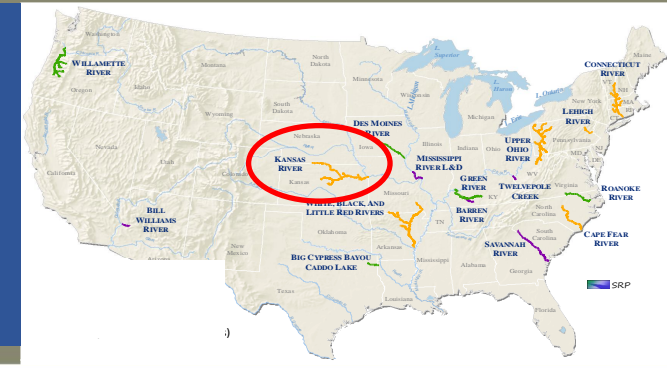 Washington
Oregon
California
Idaho
Nevada
Utah
Montana
Wyoming
New
Mexico
North
Dakota
South
Dakota
Nebraska
Kansas
Oklahoma
Texas
Minnesota
Iowa
Missouri
Arkansas
Louisiana
Wisconsin
Illinois
Michigan
Indiana
Ohio
KY
TN
Mississippi
Alabama
Georgia
Florida
South
Carolina
North
Carolina
Virginia
WV
Pennsylvania
MD
DE
NJ
New York
CT
RI
MA
VT
NH
Maine
L.
Superior
L.
Huron
L.Michigan
L.Ontario
WILLAMETTE
RIVER
BILL
WILLIAMS
RIVER
KANSAS
RIVER
DES MOINES
RIVER
MISSISSIPPI
RIVER L&D
WHITE, BLACK, AND
LITTLE RED RIVERS
BIG CYPRESS BAYOU
CADDO LAKE
GREEN
RIVER
BARREN
RIVER
UPPER
OHIO
RIVER
TWELVEPOLE
CREEK
LEHIGH
RIVER
CONNECTICUT
RIVER
ROANOKE
RIVER
CAPE FEAR
RIVER
SAVANNAH
RIVER
SRP